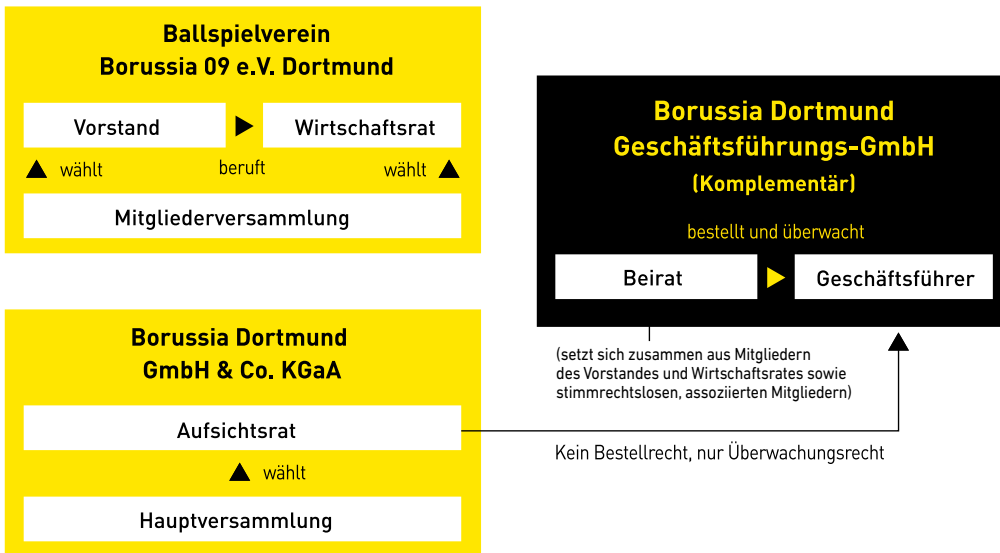 Ballspielverein
Borussia 09 e.V. Dortmund
Vorstand
Wirtschaftsrat
wählt
beruft
wählt
Mitgliederversammlung
Borussia Dortmund
GmbH & Co. KGaA
Aufsichtsrat
wählt
Hauptversammlung
Borussia Dortmund
Geschäftsführungs-GmbH
(Komplementär)
bestellt und überwacht
Beirat
Geschäftsführer
(setzt sich zusammen aus Mitgliedern
des Vorstandes und Wirtschaftsrates sowie
stimmrechtslosen, assoziierten Mitgliedern)
Kein Bestellrecht, nur Überwachungsrecht